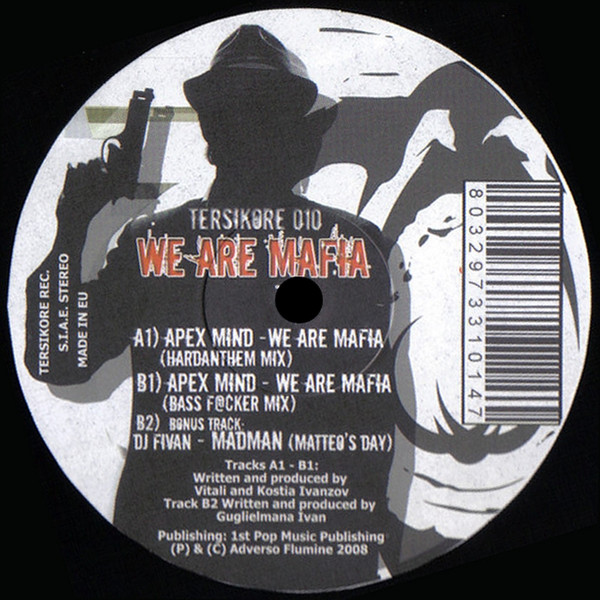 TERSIKORE 010
WE ARE MAFIA
A1) APEX MIND - WE ARE MAFIA
(HARDANTHEM MIX)
B1) APEX MIND - WE ARE MAFIA
(BASS F@CKER MIX)
B2) BONUS TRACK:
DJ FIVAN - MADMAN (MATTEO'S DAY)
Tracks A1 - B1:
Written and produced by
Vitali and Kostia Ivanzov
Track B2 Written and produced by
Guglielmana Ivan
Publishing: 1st Pop Music Publishing
(P) & (C) Adverso Flumine 2008
TERSIKORE REC.
S.I.A.E. STEREO
MADE IN EU
8032973310147